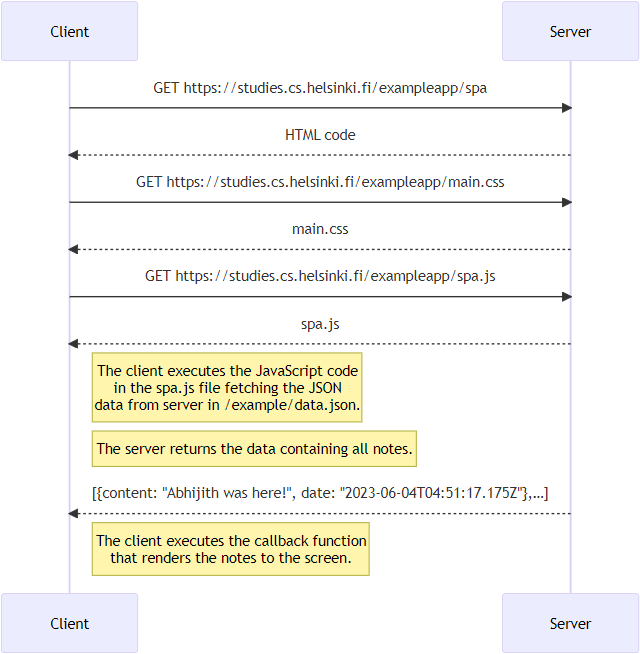 Client
Server
GET https://studies.cs.helsinki.fi/exampleapp/spa
HTML code
GET https://studies.cs.helsinki.fi/exampleapp/main.css
main.css
GET https://studies.cs.helsinki.fi/exampleapp/spa.js
spa.js
The client executes the JavaScript code
in the spa.js file fetching the JSON
data from server in /example/data.json.
The server returns the data containing all notes.
[{content: "Abhijith was here!", date: "2023-06-04T04:51:17.175Z"},...]
The client executes the callback function
that renders the notes to the screen.
Client
Server